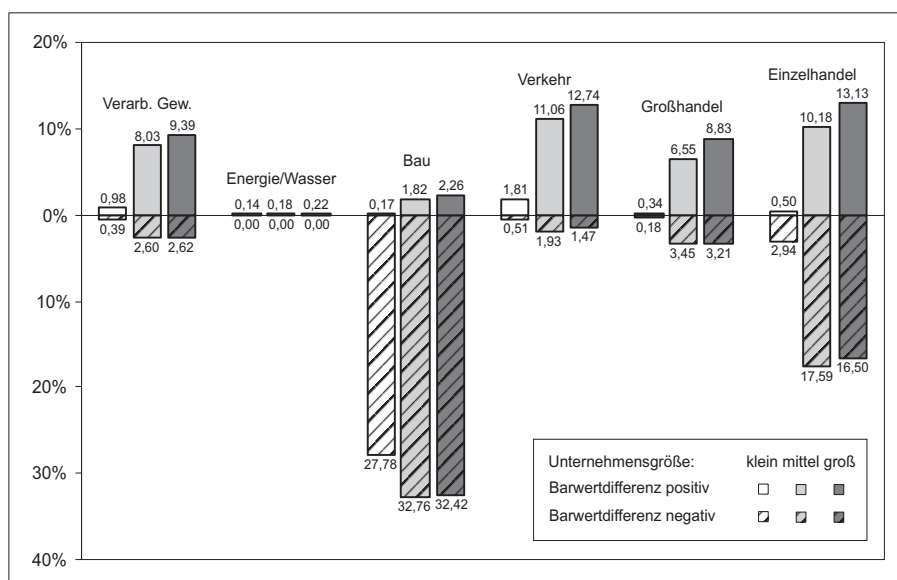 20%
10%
0%
10%
20%
30%
40%
Verarb. Gew.
0,98 8,03 9,39
0,39 2,60 2,62
Energie/Wasser
0,14 0,18 0,22
0,00 0,00 0,00
Bau
0,17 1,82 2,26
27,78 32,76 32,42
Verkehr
1,81 11,06 12,74
0,51 1,93 1,47
Großhandel
0,34 6,55 8,83
0,18 3,45 3,21
Einzelhandel
0,50 10,18 13,13
2,94 17,59 16,50
Unternehmensgröße: klein mittel groß
Barwertdifferenz positiv
Barwertdifferenz negativ